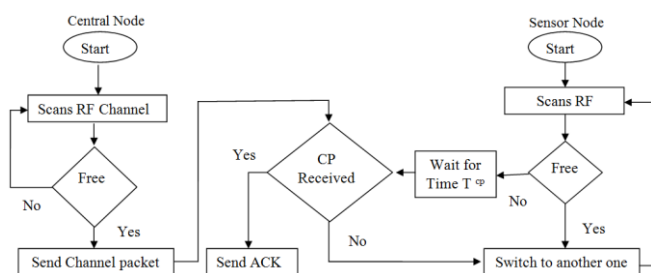 Central Node
Start
Scans RF Channel
Free
No
Yes
Send Channel packet
Yes
CP
Received
No
Send ACK
Wait for
Time T cp
Sensor Node
Start
Scans RF
Free
No
Yes
Switch to another one